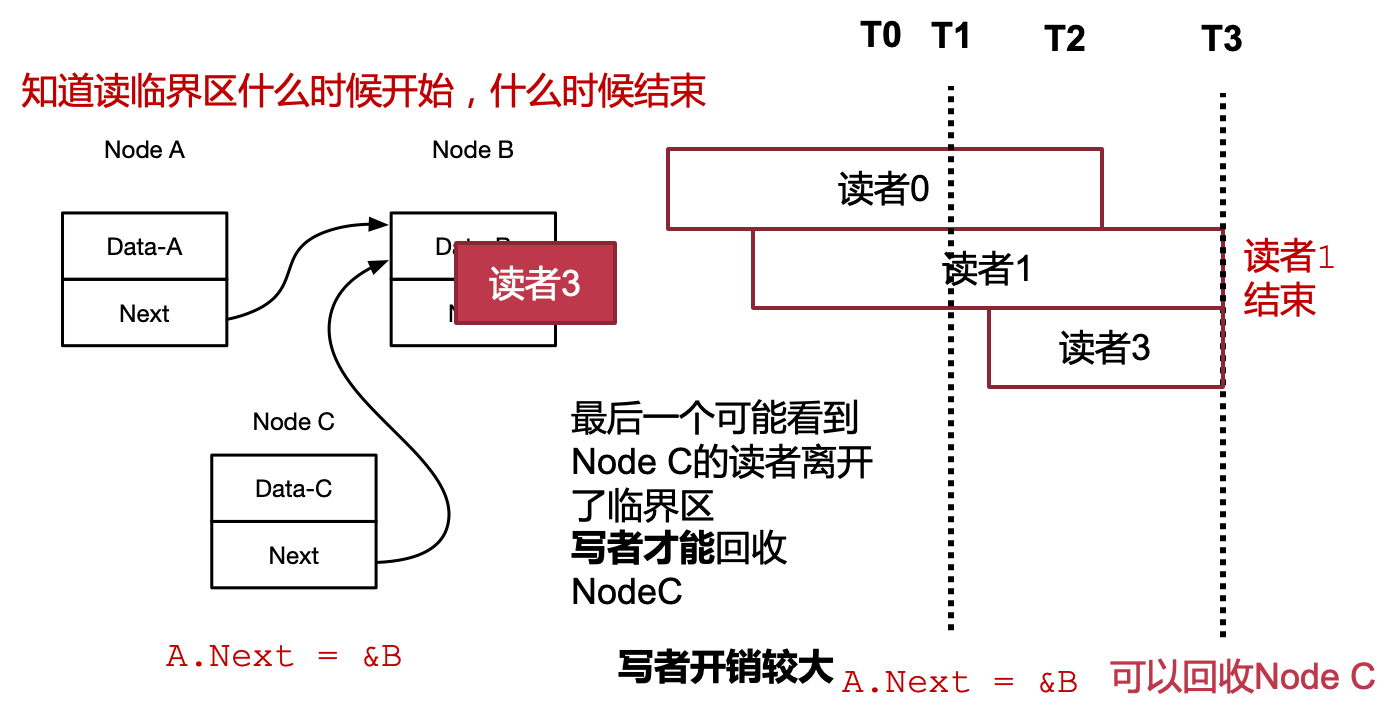 T0 T1 T2 T3
知道读临界区什么时候开始，什么时候结束
Node A
Node B
读者0
Data-A
读者3
Next
读者1
读者1
结束
读者3
最后一个可能看到
Node C的读者离开
了临界区
写者才能回收
NodeC
Node C
Data-C
Next
A.Next = &B
写者开销较大
A.Next = &B
可以回收Node C